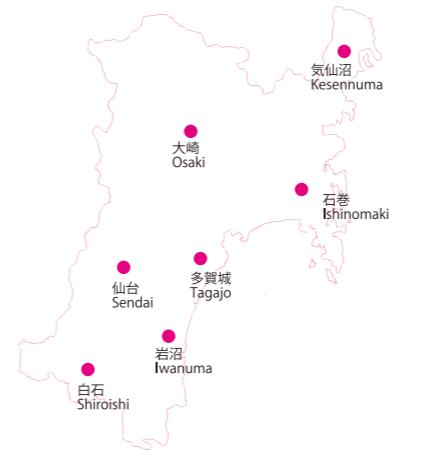 気仙沼
Kesennuma
大崎
Osaki
石巻
Ishinomaki
多賀城
Tagajo
仙台
Sendai
岩沼
Iwanuma
白石
Shiroishi